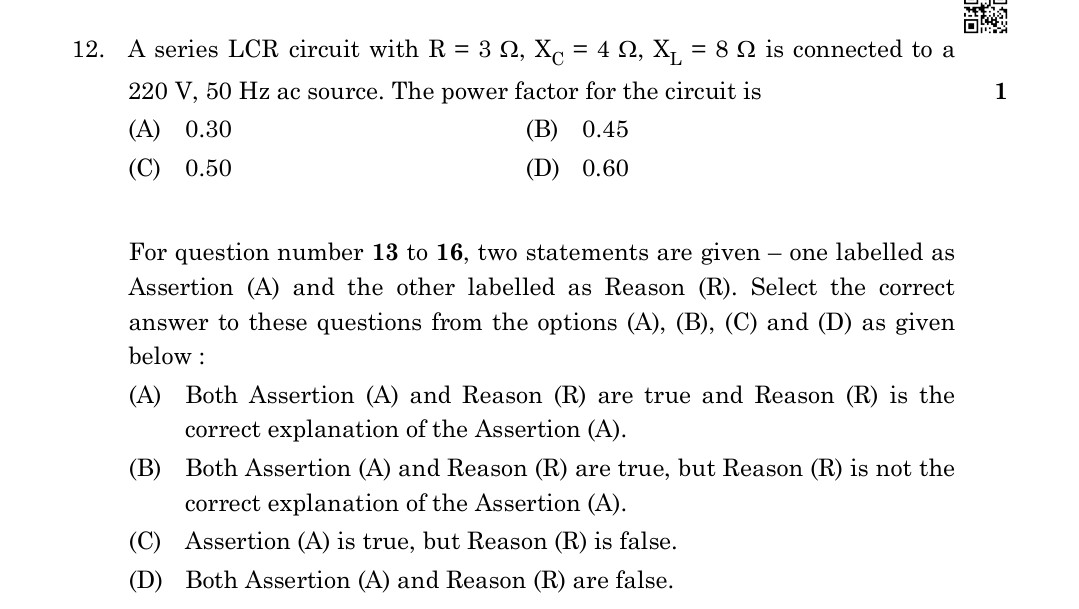 12. A series LCR circuit with R = 3 Ω, X_C = 4 Ω, X_L = 8 Ω is connected to a
220 V, 50 Hz ac source. The power factor for the circuit is 1
(A) 0.30 (B) 0.45
(C) 0.50 (D) 0.60
For question number 13 to 16, two statements are given – one labelled as
Assertion (A) and the other labelled as Reason (R). Select the correct
answer to these questions from the options (A), (B), (C) and (D) as given
below :
(A) Both Assertion (A) and Reason (R) are true and Reason (R) is the
correct explanation of the Assertion (A).
(B) Both Assertion (A) and Reason (R) are true, but Reason (R) is not the
correct explanation of the Assertion (A).
(C) Assertion (A) is true, but Reason (R) is false.
(D) Both Assertion (A) and Reason (R) are false.